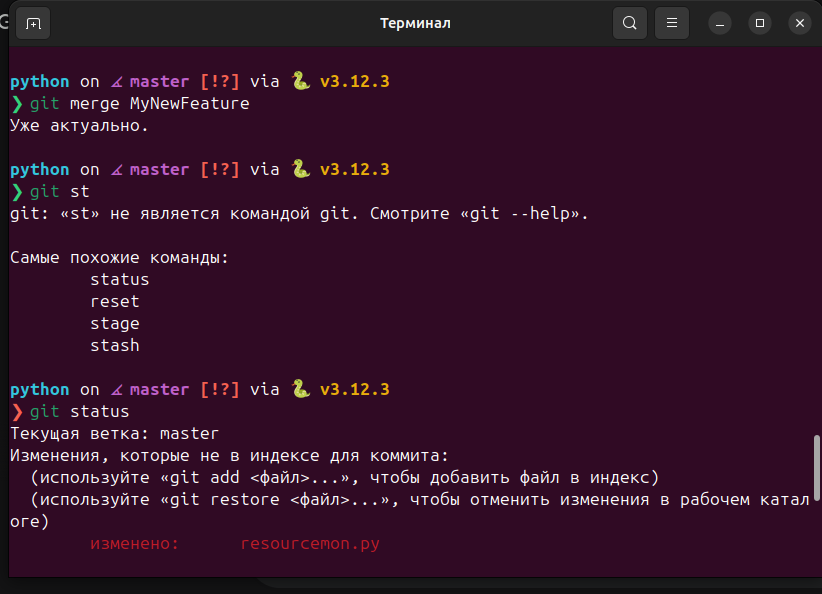 Терминал
python on master [!?] via v3.12.3
❯ git merge MyNewFeature
Уже актуально.
python on master [!?] via v3.12.3
❯ git st
git: «st» не является командой git. Смотрите «git --help».
Самые похожие команды:
status
reset
stage
stash
python on master [!?] via v3.12.3
❯ git status
Текущая ветка: master
Изменения, которые не в индексе для коммита:
(используйте «git add <файл>...», чтобы добавить файл в индекс)
(используйте «git restore <файл>...», чтобы отменить изменения в рабочем катал
оге)
изменено: resourcemon.py